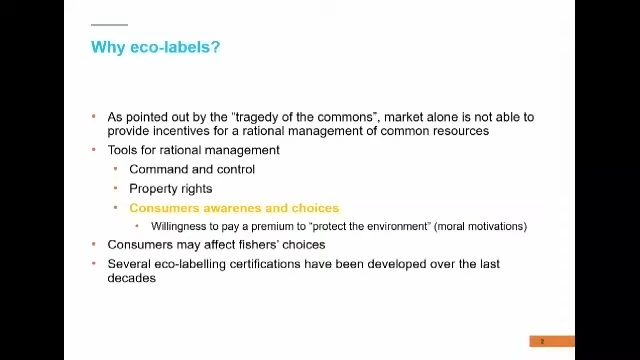 Why eco-labels?
• As pointed out by the “tragedy of the commons”, market alone is not able to
provide incentives for a rational management of common resources
• Tools for rational management
• Command and control
• Property rights
• Consumers awarenes and choices
• Willingness to pay a premium to “protect the environment” (moral motivations)
• Consumers may affect fishers’ choices
• Several eco-labelling certifications have been developed over the last
decades